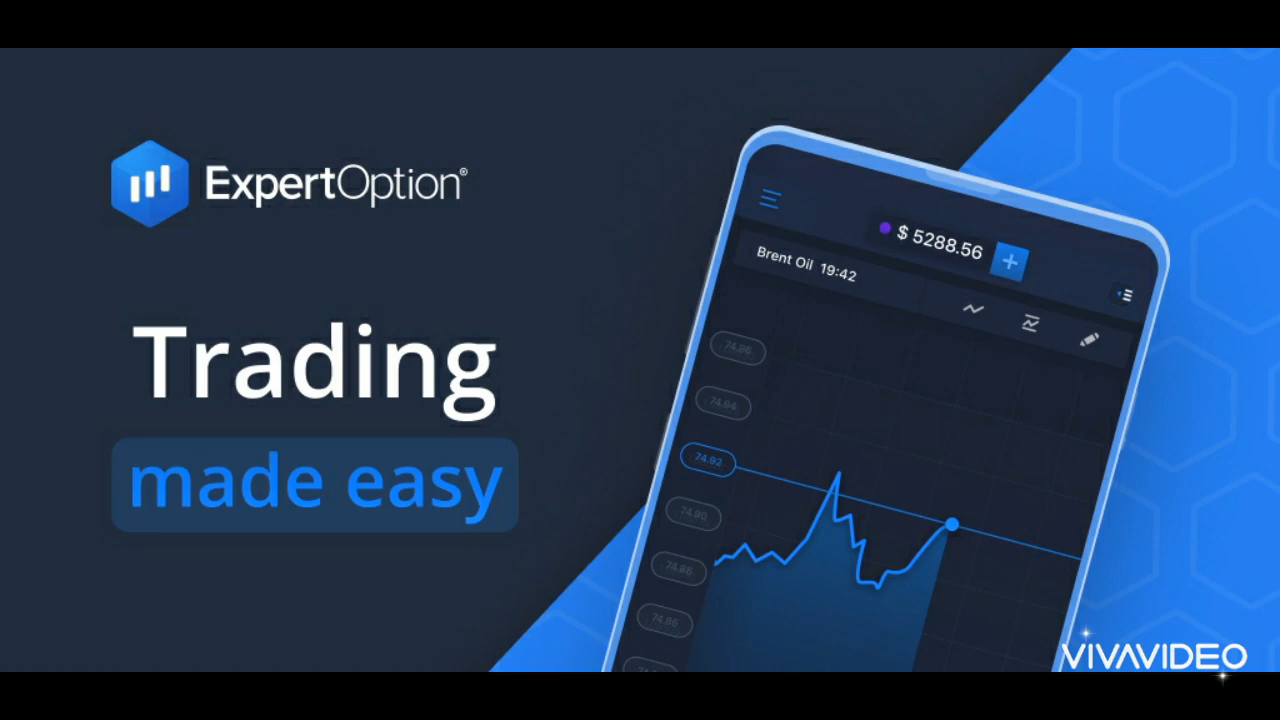 ExpertOption®
Trading
made easy
$ 5288.56
Brent Oil 19:42
74.96
74.94
74.92
74.90
74.88
74.86
VIVAVIDEO